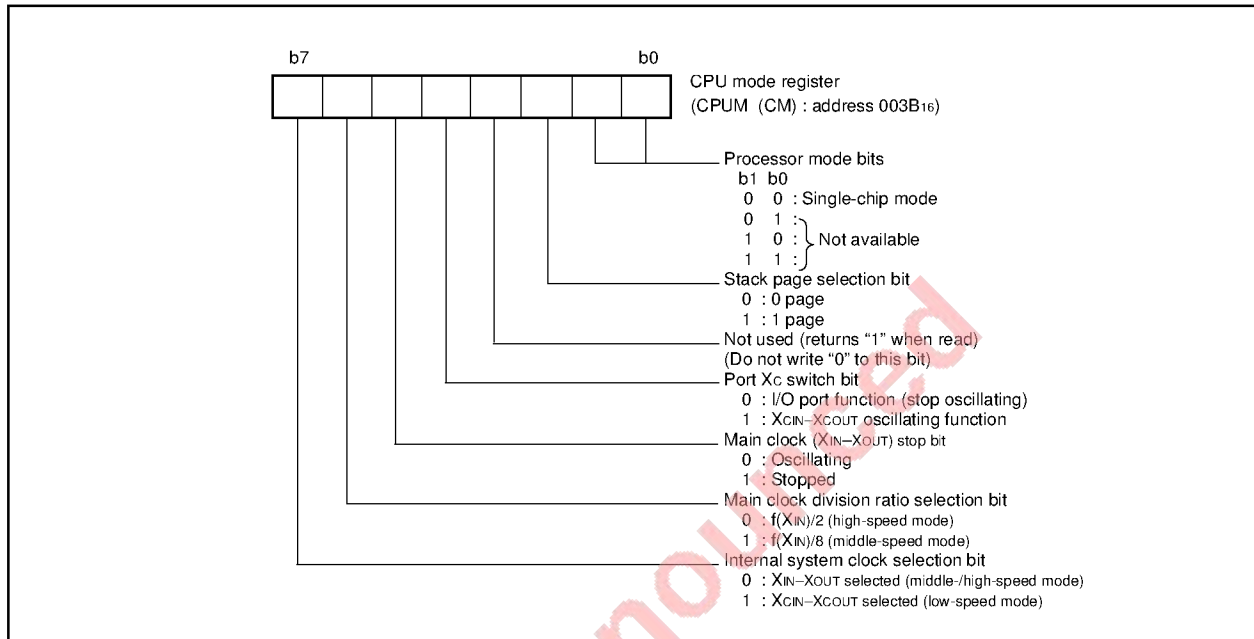 b7 b0
CPU mode register
(CPUM (CM) : address 003B16)
Processor mode bits
b1 b0
0 0 : Single-chip mode
0 1 :
1 0 : Not available
1 1 :
Stack page selection bit
0 : 0 page
1 : 1 page
Not used (returns “1” when read)
(Do not write “0” to this bit)
Port XC switch bit
0 : I/O port function (stop oscillating)
1 : XCIN–XCOUT oscillating function
Main clock (XIN–XOUT) stop bit
0 : Oscillating
1 : Stopped
Main clock division ratio selection bit
0 : f(XIN)/2 (high-speed mode)
1 : f(XIN)/8 (middle-speed mode)
Internal system clock selection bit
0 : XIN–XOUT selected (middle-/high-speed mode)
1 : XCIN–XCOUT selected (low-speed mode)
nounced